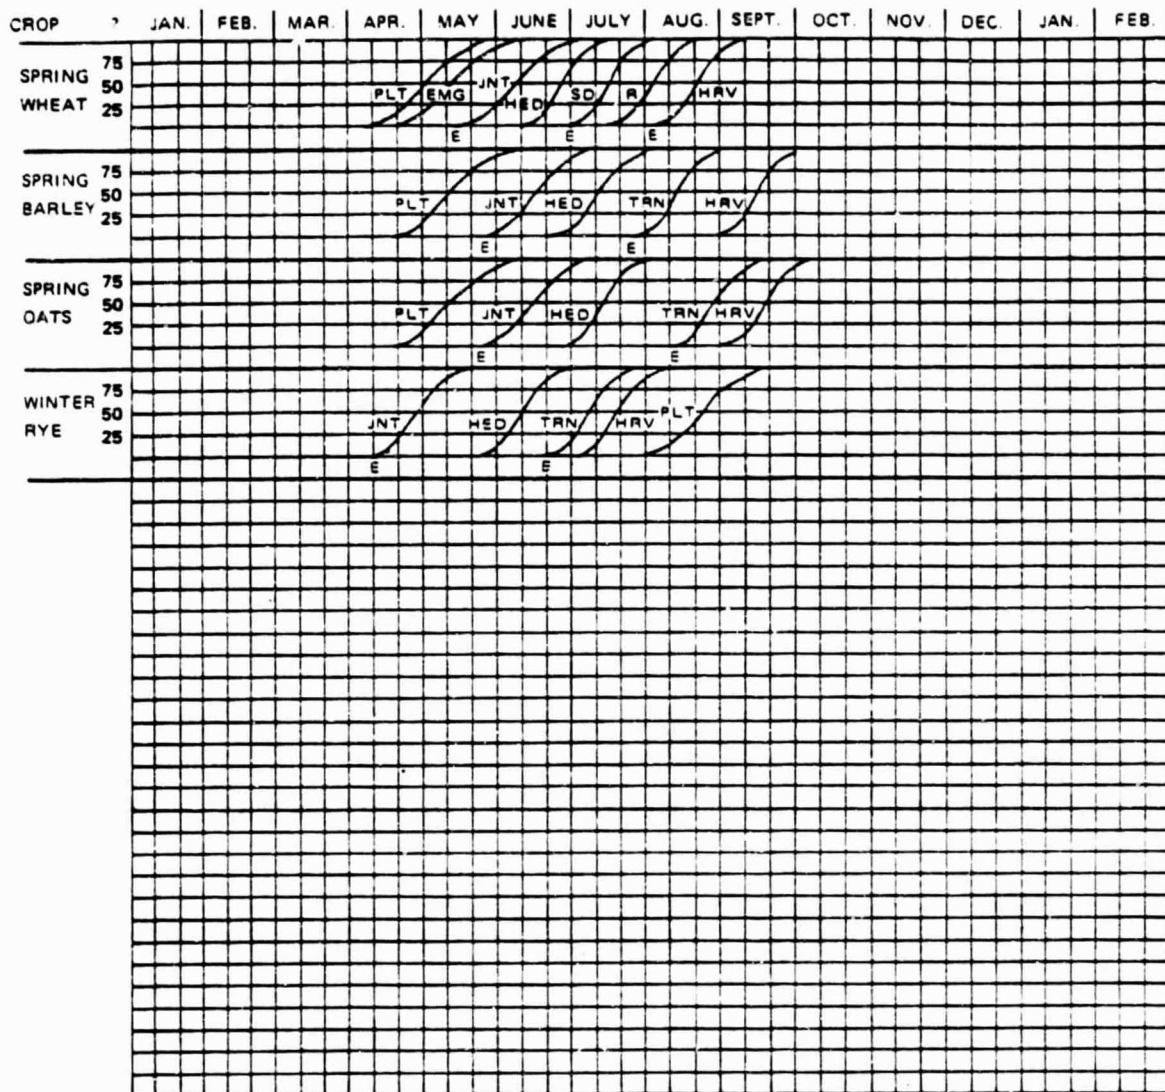 CROP ? JAN. FEB. MAR. APR. MAY JUNE JULY AUG. SEPT. OCT. NOV. DEC. JAN. FEB.
75
SPRING
WHEAT
50
25
PLT EMG JNT HED SD R HRV
E E E
75
SPRING
BARLEY
50
25
PLT JNT HED TRN HRV
E E
75
SPRING
OATS
50
25
PLT JNT HED TRN HRV
E E
75
WINTER
RYE
50
25
JNT HED TRN HRV PLT
E E